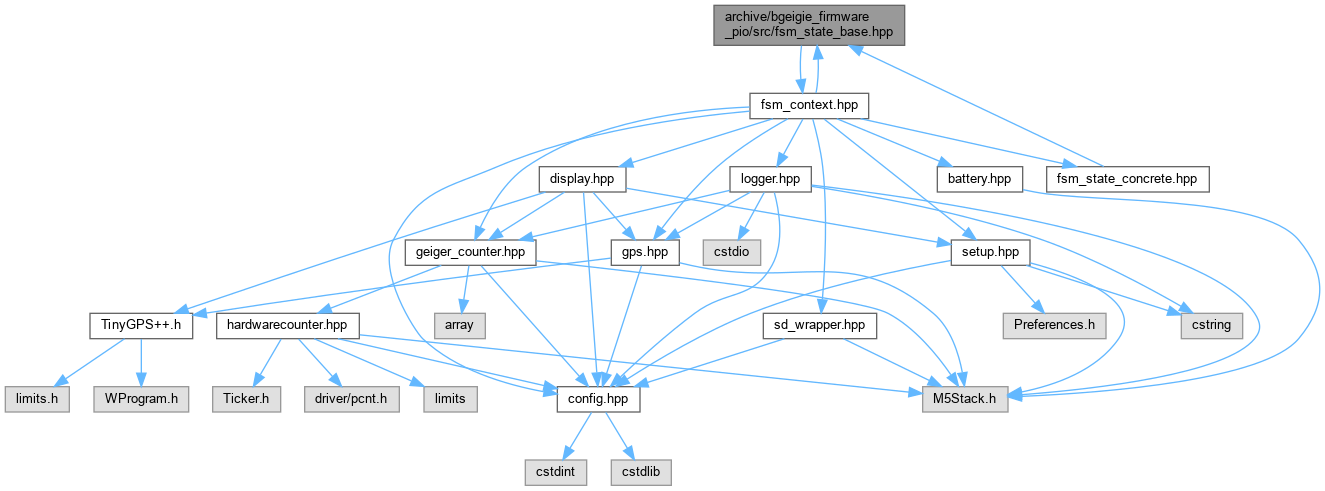 archive/bgeigie_firmware
_pio/src/fsm_state_base.hpp
fsm_context.hpp
display.hpp
logger.hpp
battery.hpp
fsm_state_concrete.hpp
geiger_counter.hpp
gps.hpp
cstdio
setup.hpp
TinyGPS++.h
hardwarecounter.hpp
array
sd_wrapper.hpp
Preferences.h
cstring
limits.h
WProgram.h
Ticker.h
driver/pcnt.h
limits
config.hpp
M5Stack.h
cstdint
cstdlib